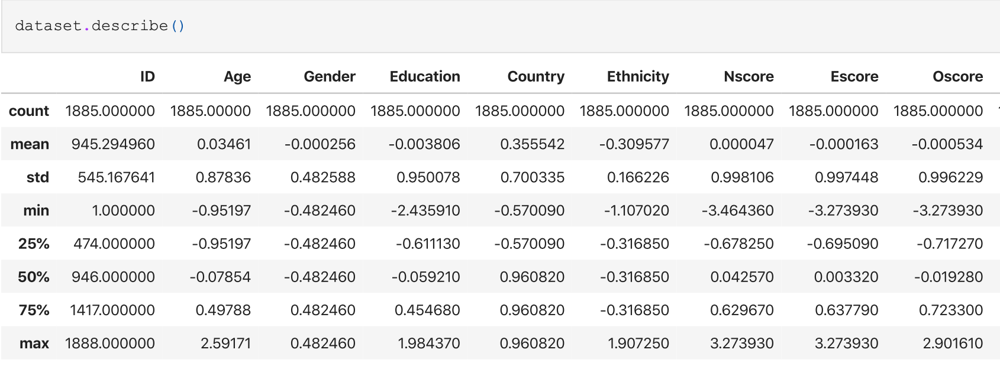 dataset.describe()
ID Age Gender Education Country Ethnicity Nscore Escore Oscore
count 1885.000000 1885.00000 1885.000000 1885.000000 1885.000000 1885.000000 1885.000000 1885.000000 1885.000000
mean 945.294960 0.03461 -0.000256 -0.003806 0.355542 -0.309577 0.000047 -0.000163 -0.000534
std 545.167641 0.87836 0.482588 0.950078 0.700335 0.166226 0.998106 0.997448 0.996229
min 1.000000 -0.95197 -0.482460 -2.435910 -0.570090 -1.107020 -3.464360 -3.273930 -3.273930
25% 474.000000 -0.95197 -0.482460 -0.611130 -0.570090 -0.316850 -0.678250 -0.695090 -0.717270
50% 946.000000 -0.07854 -0.482460 -0.059210 0.960820 -0.316850 0.042570 0.003320 -0.019280
75% 1417.000000 0.49788 0.482460 0.454680 0.960820 -0.316850 0.629670 0.637790 0.723300
max 1888.000000 2.59171 0.482460 1.984370 0.960820 1.907250 3.273930 3.273930 2.901610